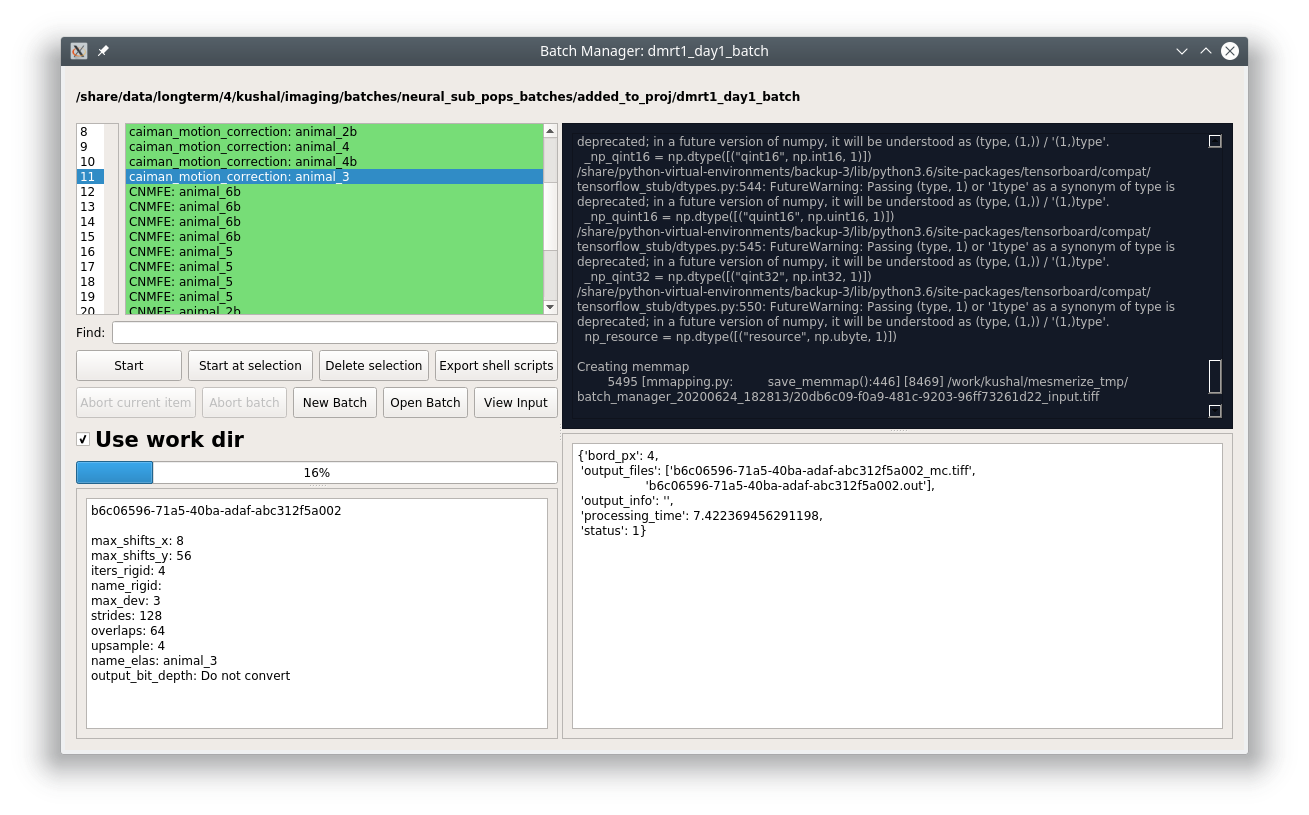 Batch Manager: dmrt1_day1_batch
/share/data/longterm/4/kushal/imaging/batches/neural_sub_pops_batches/added_to_proj/dmrt1_day1_batch
8 caiman_motion_correction: animal_2b
9 caiman_motion_correction: animal_4
10 caiman_motion_correction: animal_4b
11 caiman_motion_correction: animal_3
12 CNMFE: animal_6b
13 CNMFE: animal_6b
14 CNMFE: animal_6b
15 CNMFE: animal_6b
16 CNMFE: animal_5
17 CNMFE: animal_5
18 CNMFE: animal_5
19 CNMFE: animal_5
20 CNMFE: animal_2b
Find:
Start Start at selection Delete selection Export shell scripts
Abort current item Abort batch New Batch Open Batch View Input
Use work dir
16%
b6c06596-71a5-40ba-adaf-abc312f5a002
max_shifts_x: 8
max_shifts_y: 56
iters_rigid: 4
name_rigid:
max_dev: 3
strides: 128
overlaps: 64
upsample: 4
name_elas: animal_3
output_bit_depth: Do not convert
deprecated; in a future version of numpy, it will be understood as (type, (1,)) / '(1,)type'.
_np_qint16 = np.dtype([("qint16", np.int16, 1)])
/share/python-virtual-environments/backup-3/lib/python3.6/site-packages/tensorboard/compat/
tensorflow_stub/dtypes.py:544: FutureWarning: Passing (type, 1) or '1type' as a synonym of type is
deprecated; in a future version of numpy, it will be understood as (type, (1,)) / '(1,)type'.
_np_quint16 = np.dtype([("quint16", np.uint16, 1)])
/share/python-virtual-environments/backup-3/lib/python3.6/site-packages/tensorboard/compat/
tensorflow_stub/dtypes.py:545: FutureWarning: Passing (type, 1) or '1type' as a synonym of type is
deprecated; in a future version of numpy, it will be understood as (type, (1,)) / '(1,)type'.
_np_qint32 = np.dtype([("qint32", np.int32, 1)])
/share/python-virtual-environments/backup-3/lib/python3.6/site-packages/tensorboard/compat/
tensorflow_stub/dtypes.py:550: FutureWarning: Passing (type, 1) or '1type' as a synonym of type is
deprecated; in a future version of numpy, it will be understood as (type, (1,)) / '(1,)type'.
np_resource = np.dtype([("resource", np.ubyte, 1)])
Creating memmap
5495 [mmapping.py: save_memmap():446] [8469] /work/kushal/mesmerize_tmp/
batch_manager_20200624_182813/20db6c09-f0a9-481c-9203-96ff73261d22_input.tiff
{'bord_px': 4,
'output_files': ['b6c06596-71a5-40ba-adaf-abc312f5a002_mc.tiff',
'b6c06596-71a5-40ba-adaf-abc312f5a002.out'],
'output_info': '',
'processing_time': 7.422369456291198,
'status': 1}